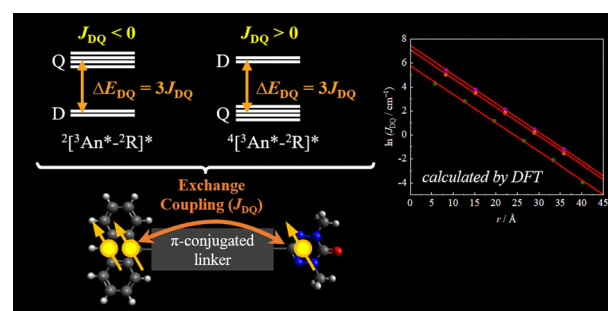 J_DQ < 0
J_DQ > 0
Q
D
ΔE_DQ = 3J_DQ
D
Q
ΔE_DQ = 3J_DQ
²[³An*-²R]*
⁴[³An*-²R]*
Exchange
Coupling (J_DQ)
π-conjugated
linker
ln (J_DQ / cm⁻¹)
8
6
4
2
0
-2
-4
calculated by DFT
0 5 10 15 20 25 30 35 40 45
r / Å